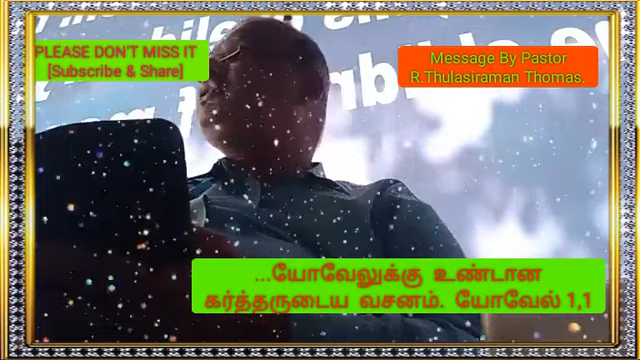 PLEASE DON'T MISS IT
[Subscribe & Share]
Message By Pastor
R.Thulasiraman Thomas.
...யோவேலுக்கு உண்டான
கர்த்தருடைய வசனம். யோவேல் 1,1